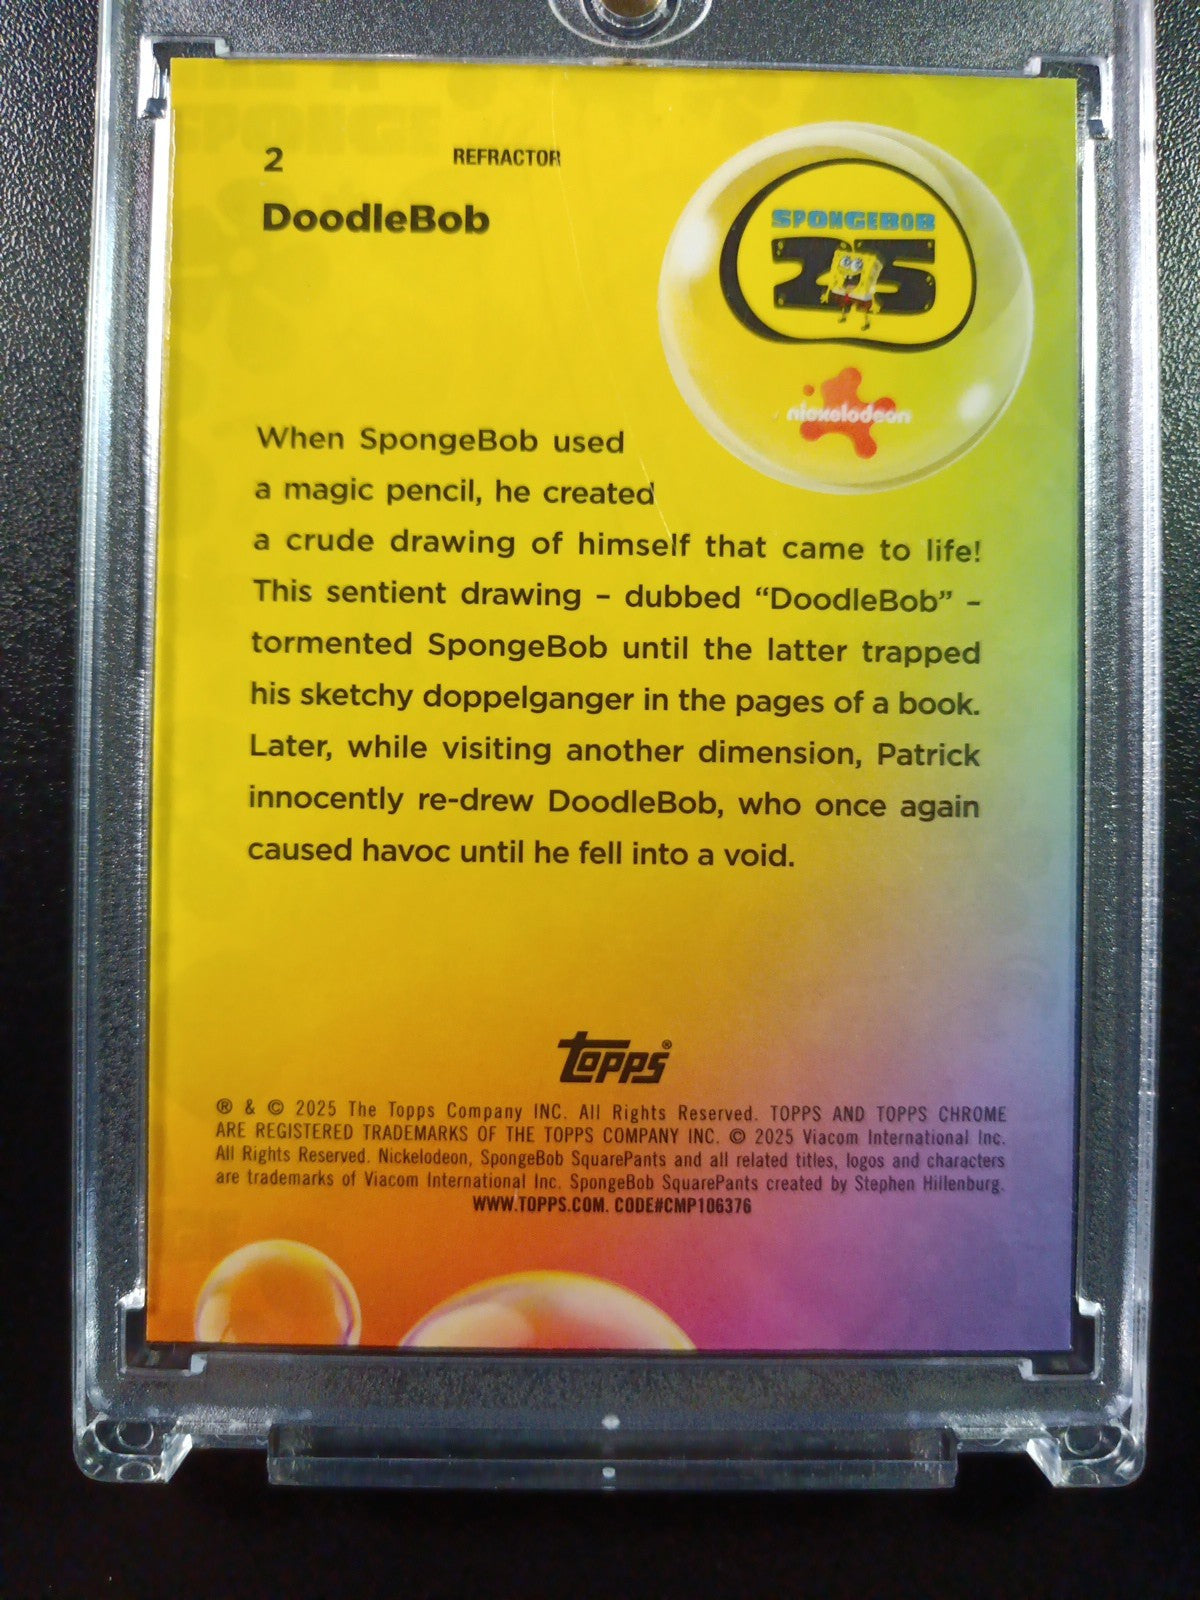 2
REFRACTOR
DoodleBob
SPONGEBOB
25
nickelodeon
When SpongeBob used
a magic pencil, he created
a crude drawing of himself that came to life!
This sentient drawing – dubbed “DoodleBob” –
tormented SpongeBob until the latter trapped
his sketchy doppelganger in the pages of a book.
Later, while visiting another dimension, Patrick
innocently re-drew DoodleBob, who once again
caused havoc until he fell into a void.
Topps®
® & © 2025 The Topps Company INC. All Rights Reserved. TOPPS AND TOPPS CHROME
ARE REGISTERED TRADEMARKS OF THE TOPPS COMPANY INC. © 2025 Viacom International Inc.
All Rights Reserved. Nickelodeon, SpongeBob SquarePants and all related titles, logos and characters
are trademarks of Viacom International Inc. SpongeBob SquarePants created by Stephen Hillenburg.
WWW.TOPPS.COM. CODE#CMP106376